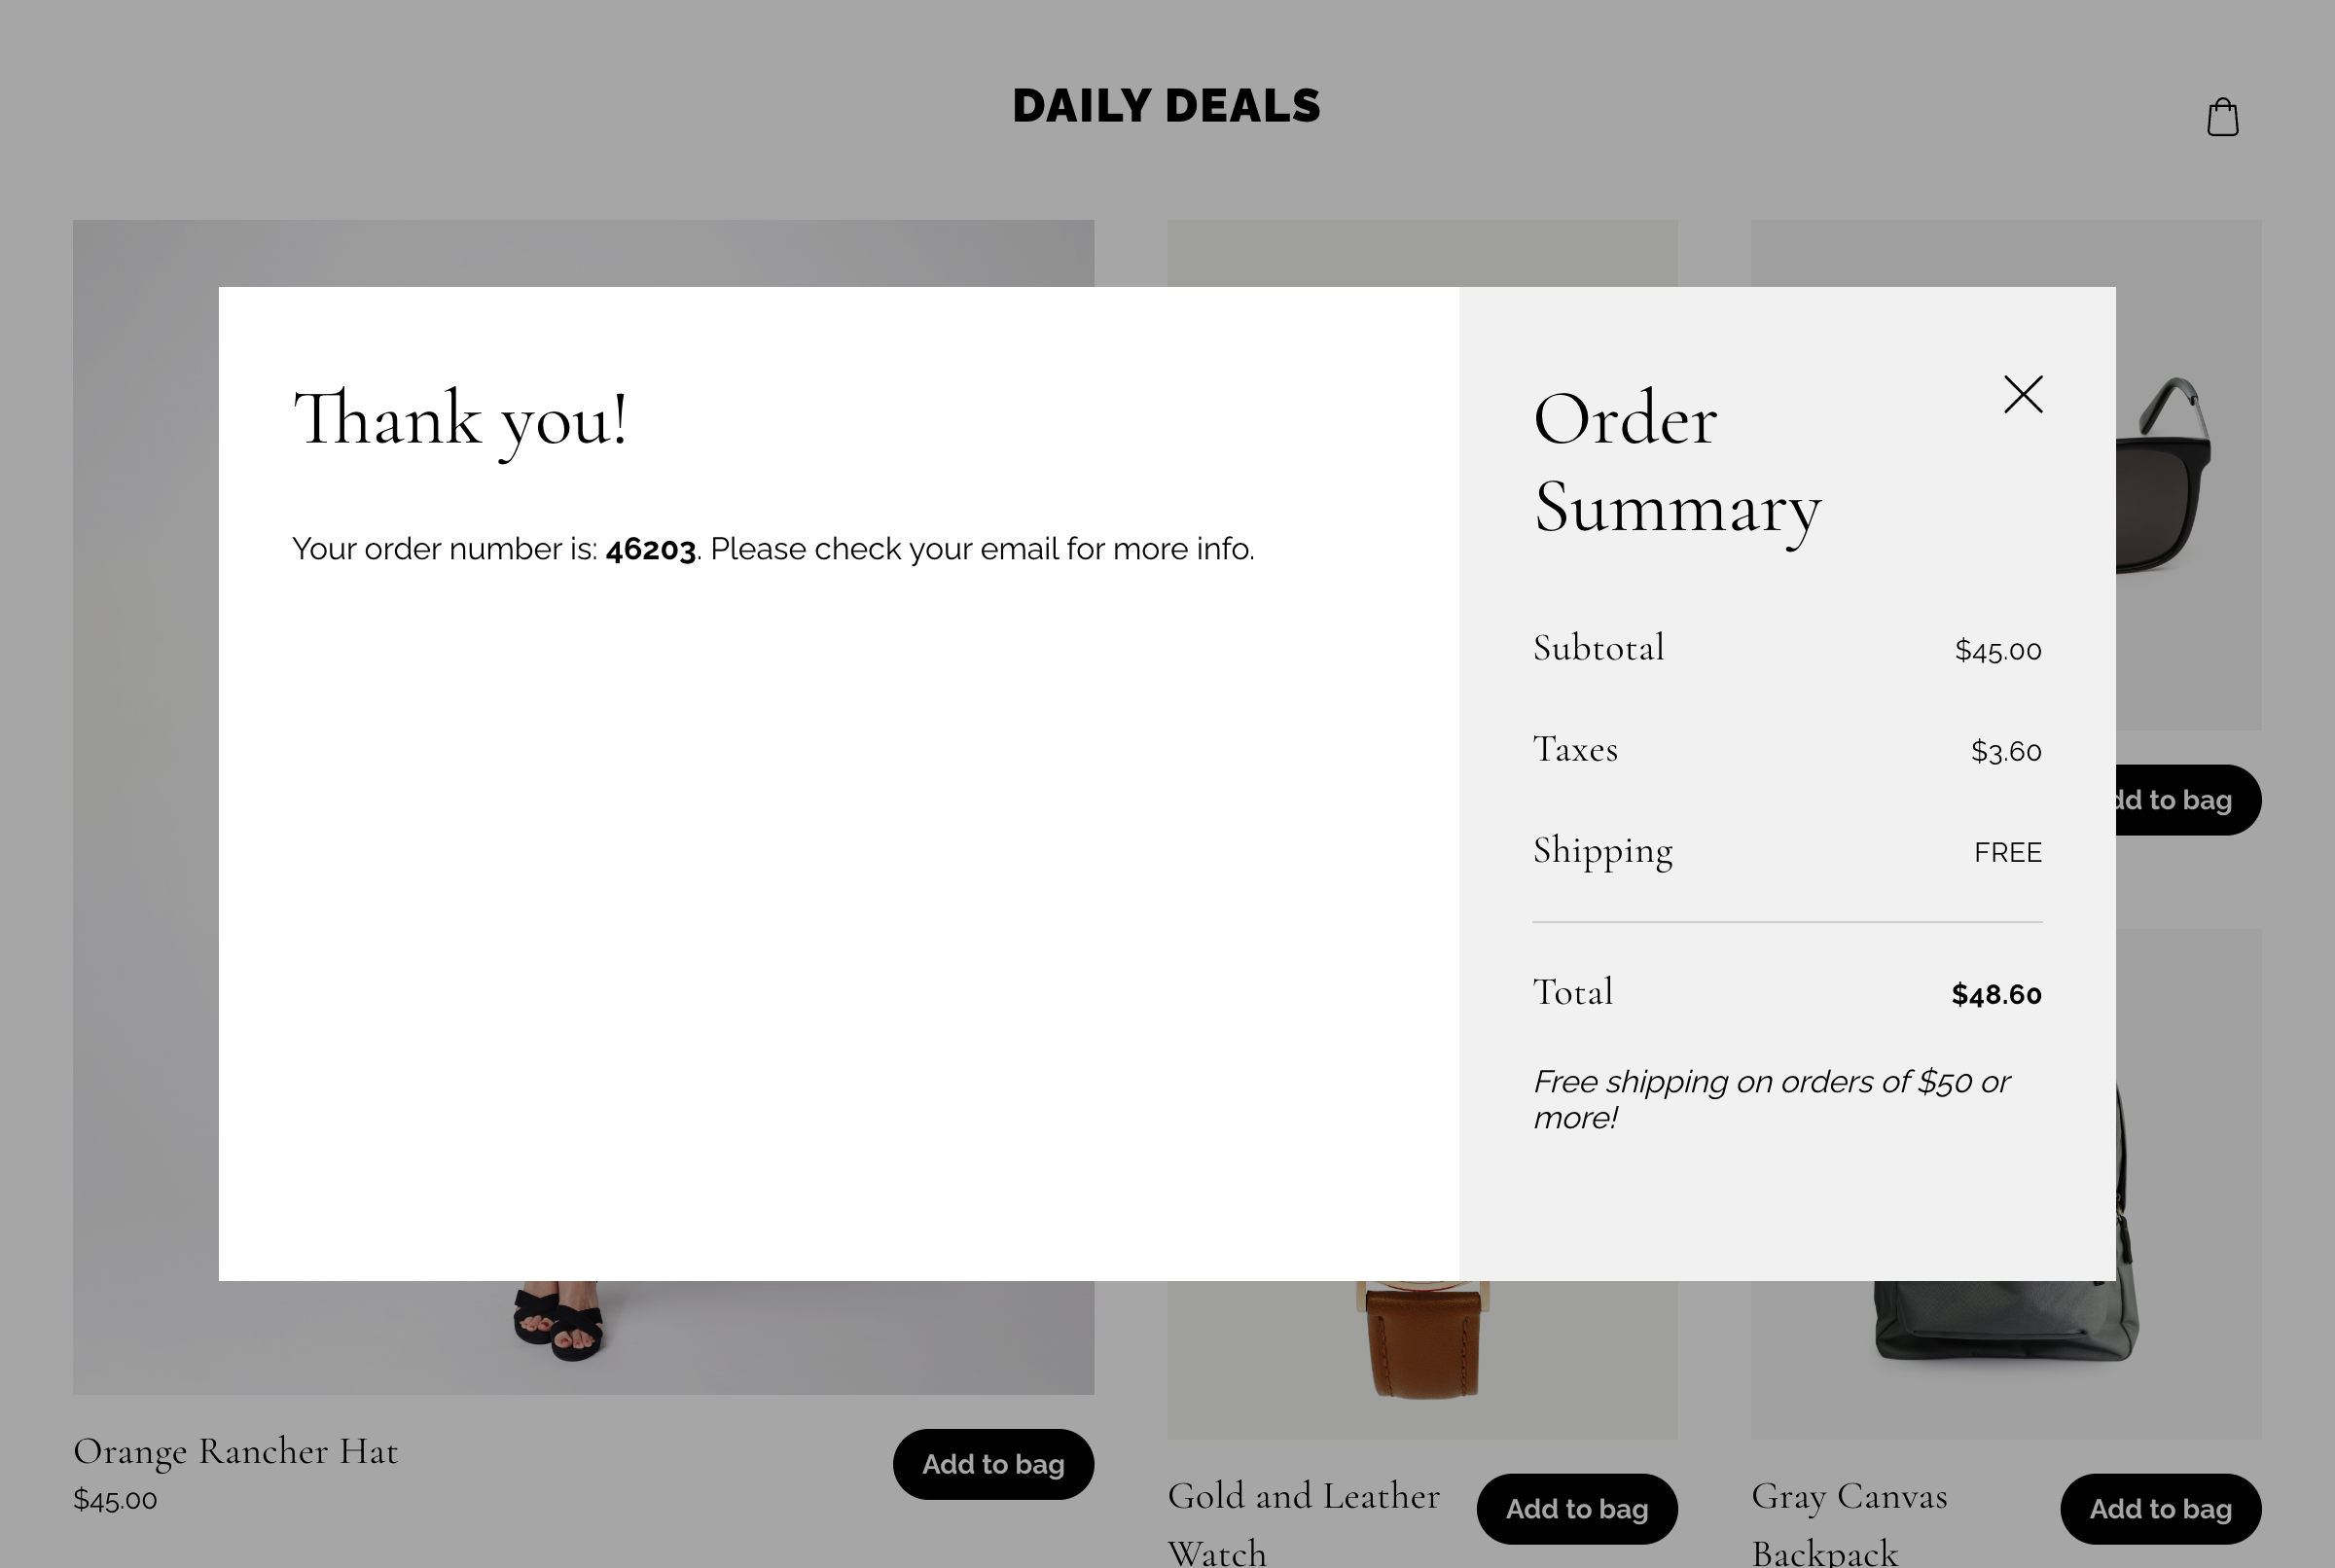 DAILY DEALS
Thank you!
Your order number is: 46203. Please check your email for more info.
Order
Summary
Subtotal $45.00
Taxes $3.60
Shipping FREE
Total $48.60
Free shipping on orders of $50 or
more!
dd to bag
Orange Rancher Hat
$45.00
Add to bag
Gold and Leather
Watch
Add to bag
Gray Canvas
Backpack
Add to bag